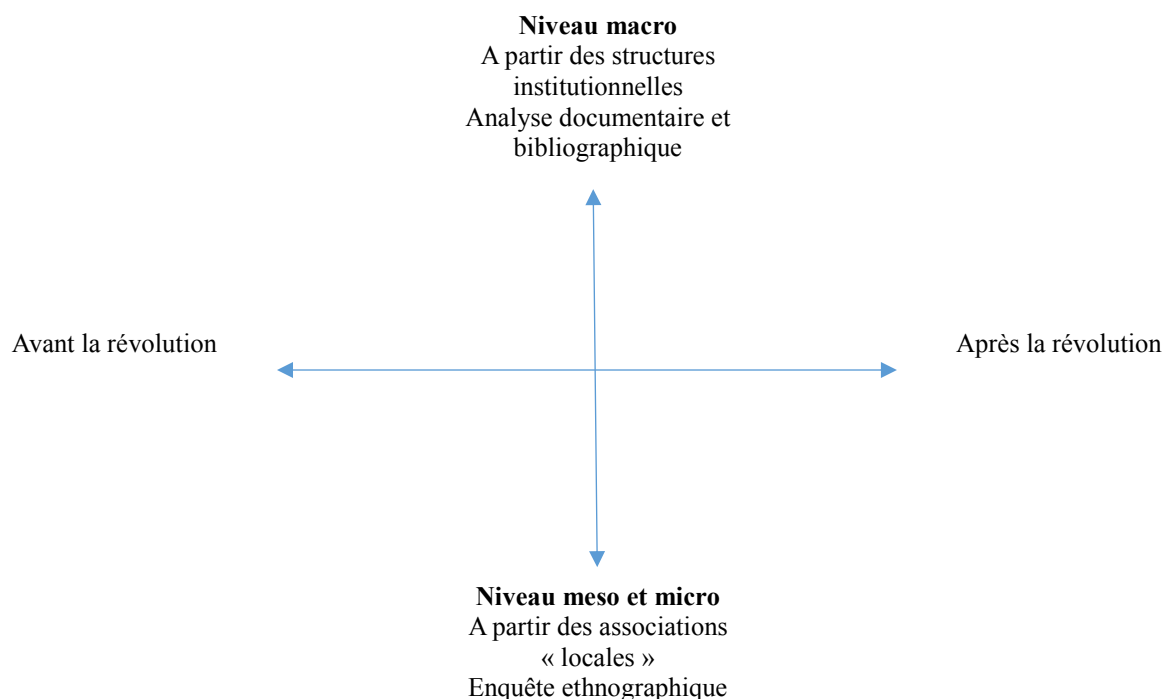 Niveau macro
A partir des structures
institutionnelles
Analyse documentaire et
bibliographique
Avant la révolution
Après la révolution
Niveau meso et micro
A partir des associations
« locales »
Enquête ethnographique